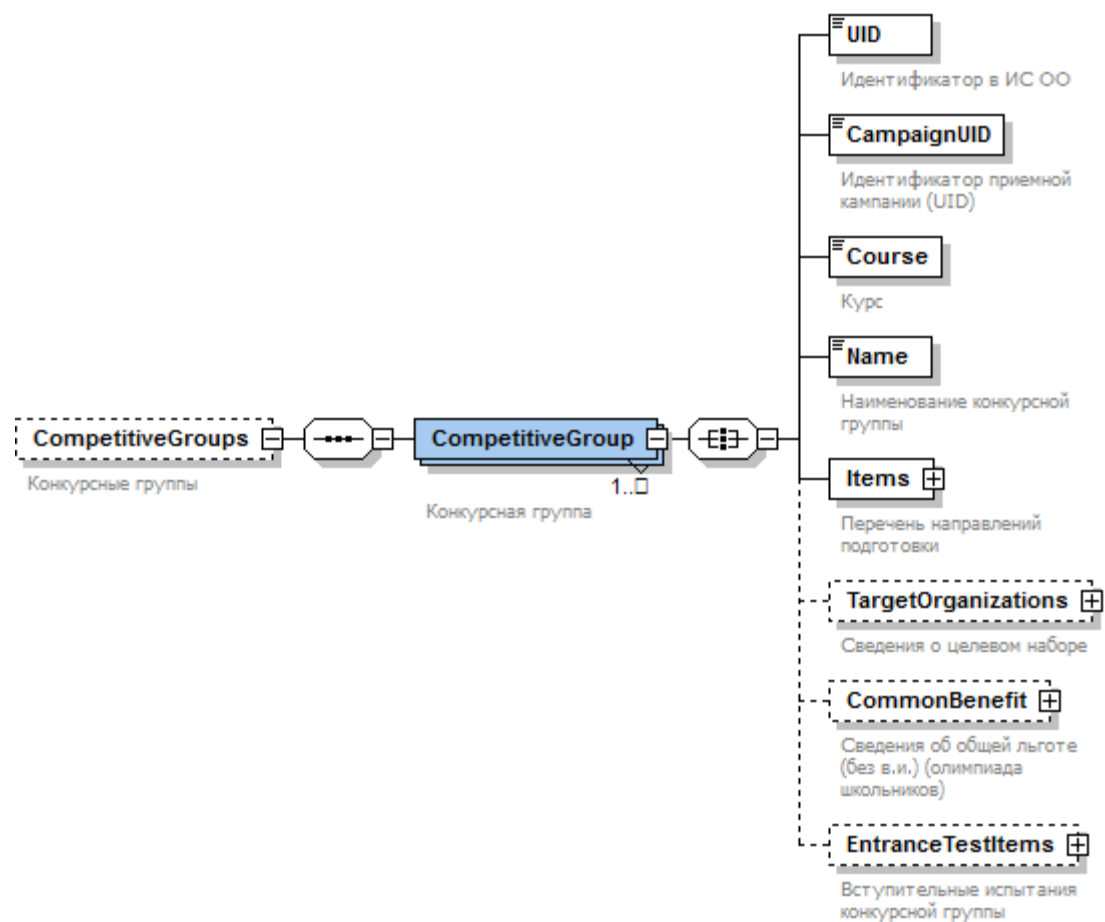 UID
Идентификатор в ИС ОО
CampaignUID
Идентификатор приемной
кампании (UID)
Course
Курс
Name
Наименование конкурсной
группы
CompetitiveGroups
Конкурсные группы
CompetitiveGroup
1..□
Конкурсная группа
Items
Перечень направлений
подготовки
TargetOrganizations
Сведения о целевом наборе
CommonBenefit
Сведения об общей льготе
(без в.и.) (олимпиада
школьников)
EntranceTestItems
Вступительные испытания
конкурсной группы